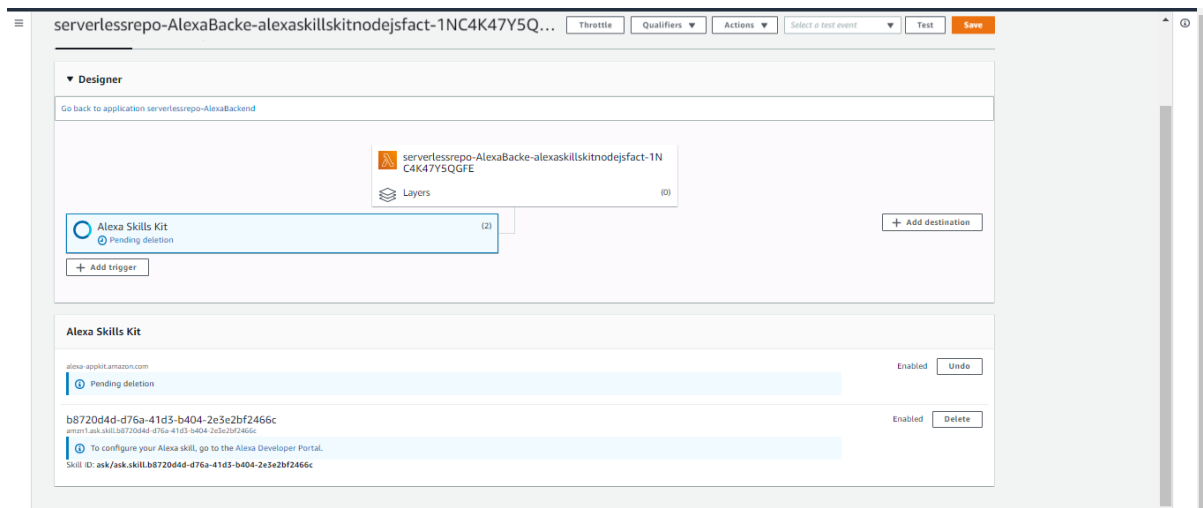 serverlessrepo-AlexaBacke-alexaskillskitnodejsfact-1NC4K47Y5Q... Throttle Qualifiers Actions Select a test event Test Save
Designer
Go back to application serverlessrepo-AlexaBackend
serverlessrepo-AlexaBacke-alexaskillskitnodejsfact-1N
C4K47Y5QGFE
Layers (0)
Alexa Skills Kit (2)
Pending deletion
+ Add destination
+ Add trigger
Alexa Skills Kit
alexa-appkit.amazon.com Enabled Undo
Pending deletion
b8720d4d-d76a-41d3-b404-2e3e2bf2466c Enabled Delete
amzn1.ask.skill.b8720d4d-d76a-41d3-b404-2e3e2bf2466c
To configure your Alexa skill, go to the Alexa Developer Portal.
Skill ID: ask/ask.skill.b8720d4d-d76a-41d3-b404-2e3e2bf2466c